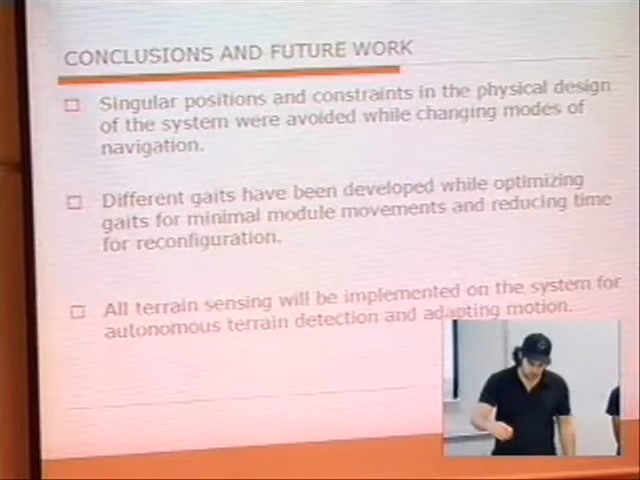 CONCLUSIONS AND FUTURE WORK
Singular positions and constraints in the physical design
of the system were avoided while changing modes of
navigation.
Different gaits have been developed while optimizing
gaits for minimal module movements and reducing time
for reconfiguration.
All terrain sensing will be implemented on the system for
autonomous terrain detection and adapting motion.